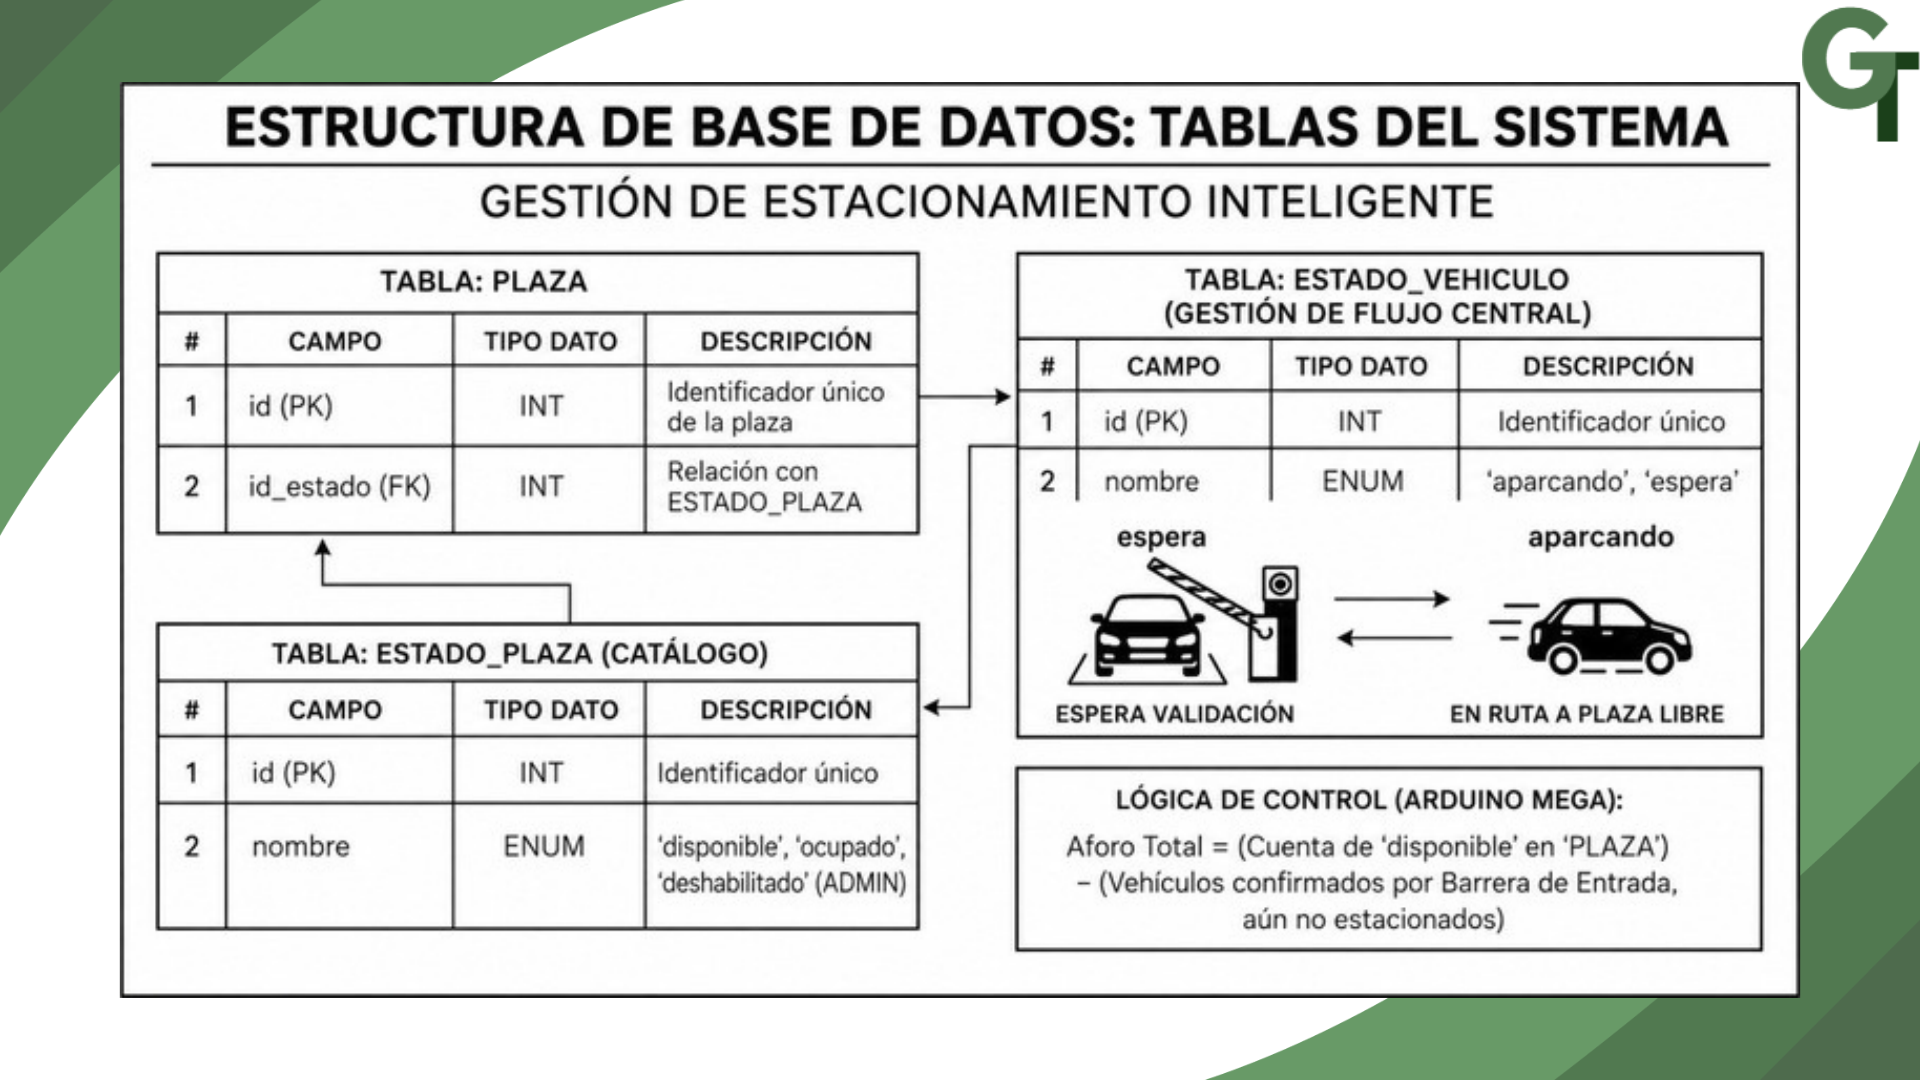 GT
ESTRUCTURA DE BASE DE DATOS: TABLAS DEL SISTEMA
GESTIÓN DE ESTACIONAMIENTO INTELIGENTE
TABLA: PLAZA
# CAMPO TIPO DATO DESCRIPCIÓN
1 id (PK) INT Identificador único
de la plaza
2 id_estado (FK) INT Relación con
ESTADO_PLAZA
TABLA: ESTADO_PLAZA (CATÁLOGO)
# CAMPO TIPO DATO DESCRIPCIÓN
1 id (PK) INT Identificador único
2 nombre ENUM ‘disponible’, ‘ocupado’,
‘deshabilitado’ (ADMIN)
TABLA: ESTADO_VEHICULO
(GESTIÓN DE FLUJO CENTRAL)
# CAMPO TIPO DATO DESCRIPCIÓN
1 id (PK) INT Identificador único
2 nombre ENUM ‘aparcando’, ‘espera’
espera aparcando
ESPERA VALIDACIÓN EN RUTA A PLAZA LIBRE
LÓGICA DE CONTROL (ARDUINO MEGA):
Aforo Total = (Cuenta de ‘disponible’ en ‘PLAZA’)
– (Vehículos confirmados por Barrera de Entrada,
aún no estacionados)